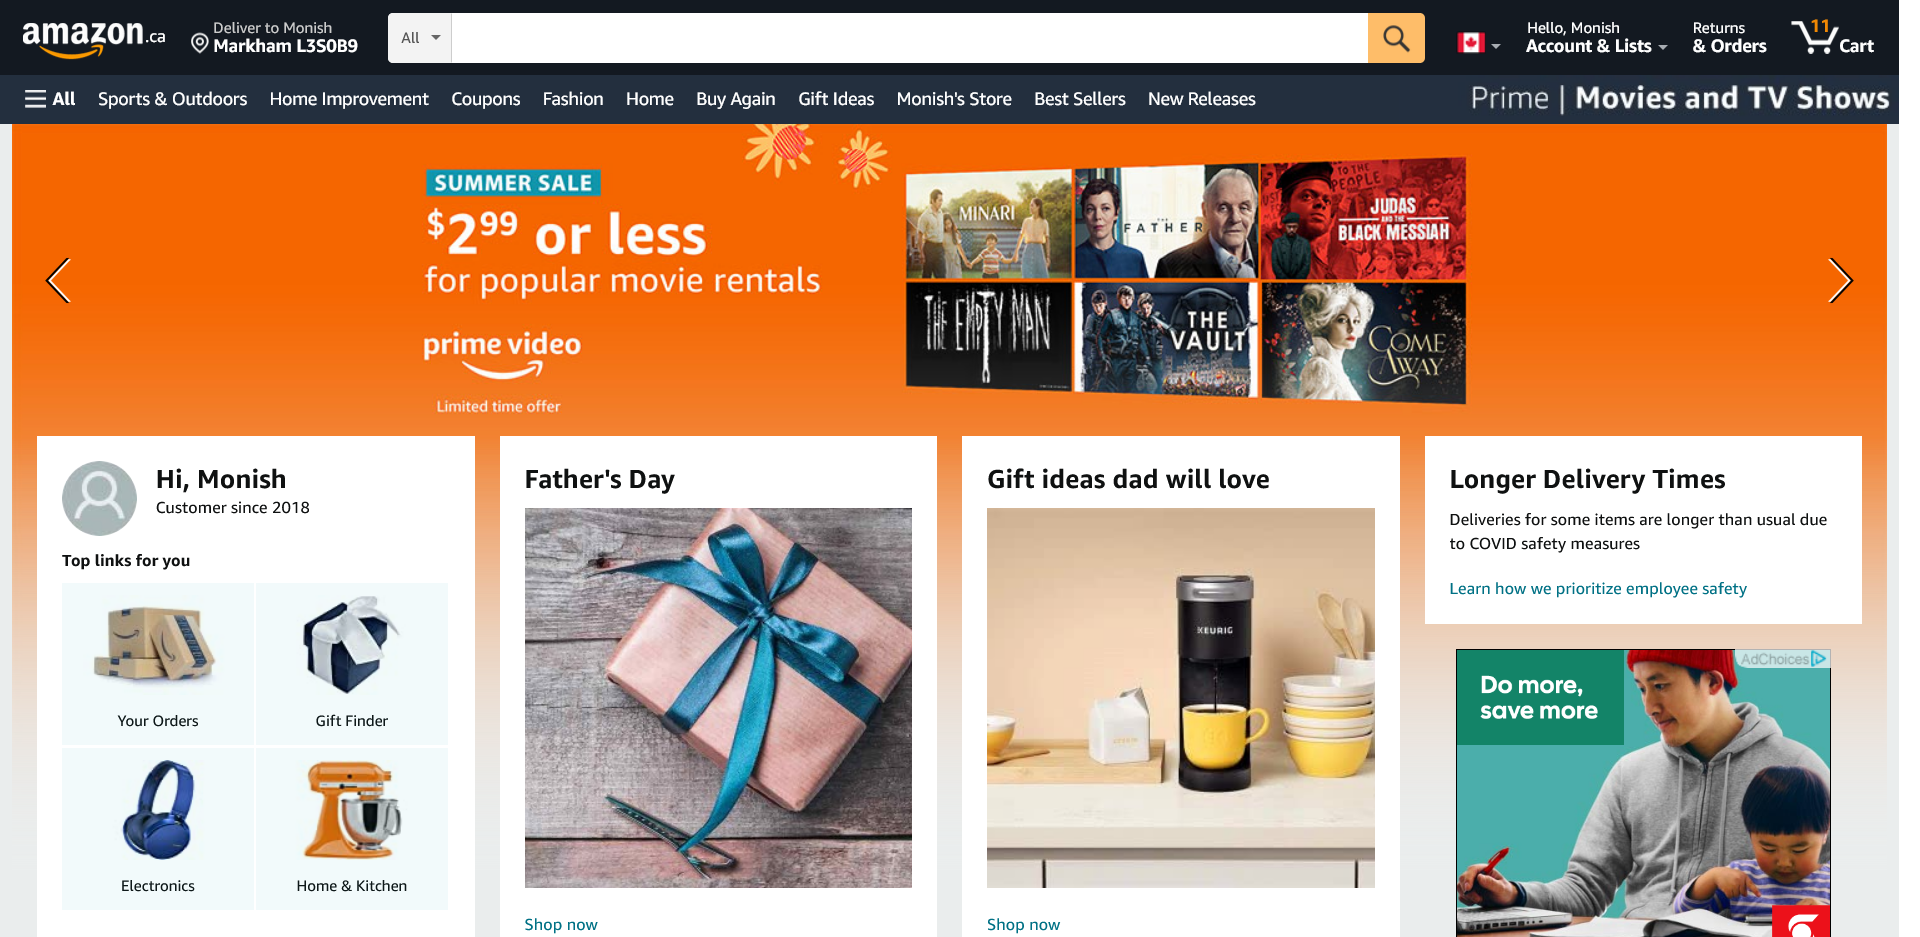 amazon.ca
Deliver to Monish
Markham L3S0B9
All
Hello, Monish
Account & Lists
Returns
& Orders
11
Cart
All
Sports & Outdoors
Home Improvement
Coupons
Fashion
Home
Buy Again
Gift Ideas
Monish's Store
Best Sellers
New Releases
Prime | Movies and TV Shows
SUMMER SALE
$299 or less
for popular movie rentals
prime video
Limited time offer
MINARI
THE
FATHER
TO THE
PEOPLE
JUDAS
AND THE
BLACK MESSIAH
THE EMPTY MAN
THE
VAULT
COME
AWAY
Hi, Monish
Customer since 2018
Top links for you
Your Orders
Gift Finder
Electronics
Home & Kitchen
Father's Day
Shop now
Gift ideas dad will love
KEURIG
Shop now
Longer Delivery Times
Deliveries for some items are longer than usual due
to COVID safety measures
Learn how we prioritize employee safety
AdChoices
Do more,
save more